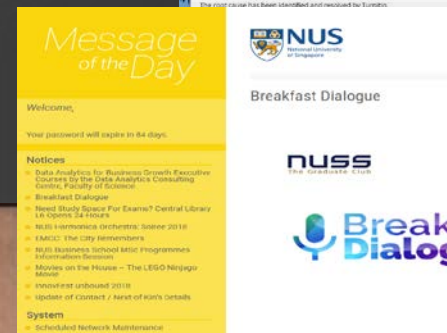 The root cause has been identified and resolved by Turnitin.
Message
of the Day
Welcome,
Your password will expire in 84 days.
Notices
Data Analytics for Business Growth Executive
Courses by the Data Analytics Consulting
Centre, Faculty of Science
Breakfast Dialogue
Need Study Space For Exams? Central Library
L6 Opens 24 Hours
NUS Harmonica Orchestra: Soiree 2018
EMCC: The City Remembers
NUS Business School MSc Programmes
Information Session
Movies on the House – The LEGO Ninjago
Movie
InnovFest unbound 2018
Update of Contact / Next of Kin's Details
System
Scheduled Network Maintenance
NUS
National University
of Singapore
Breakfast Dialogue
nuss
The Graduate Club
Break
Dialog